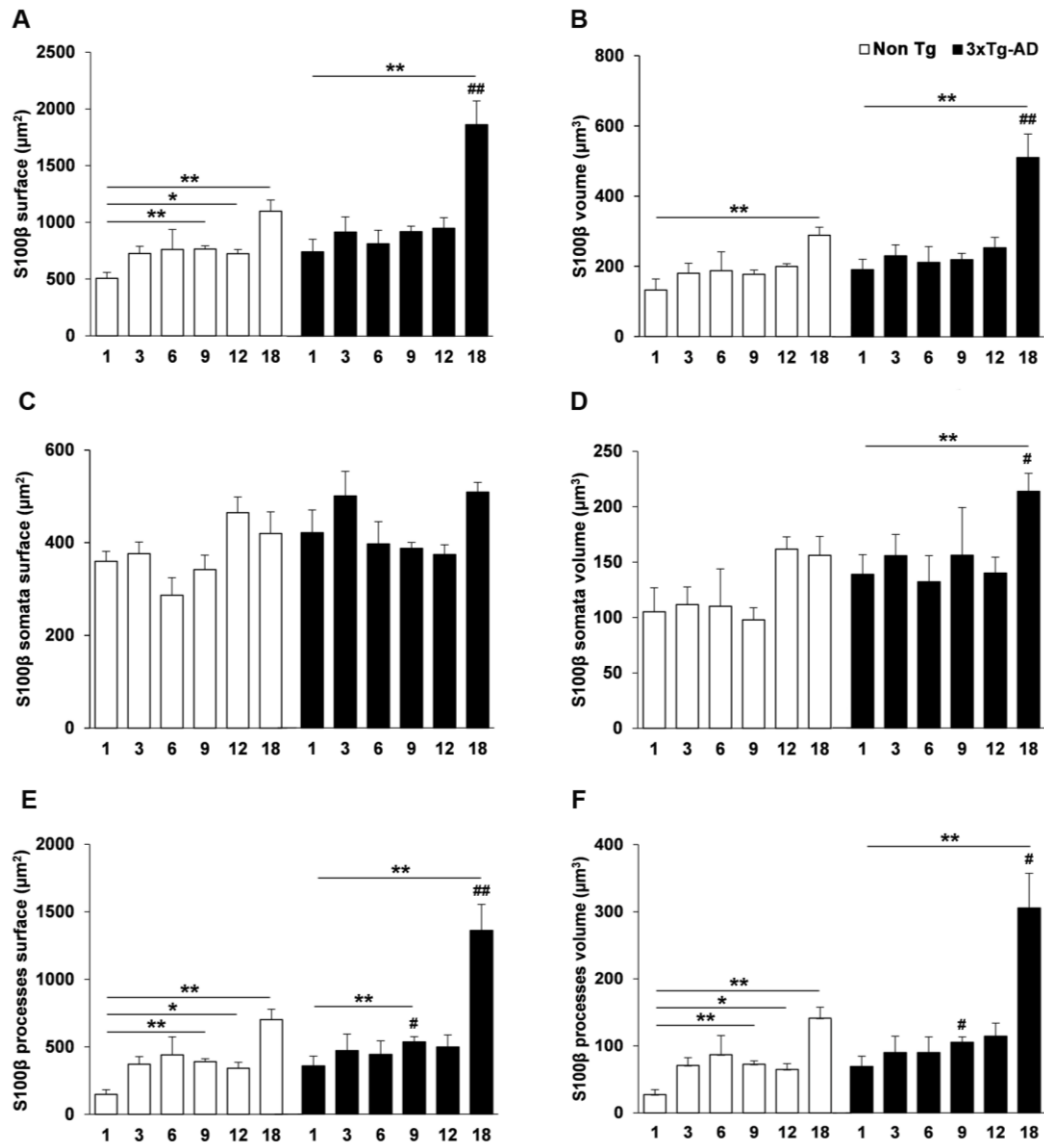 A
S100β surface (µm²)
2500
2000
1500
1000
500
0
** * ** ** ##
1 3 6 9 12 18 1 3 6 9 12 18
B
Non Tg 3xTg-AD
S100β voume (µm³)
800
600
400
200
0
** ** ##
1 3 6 9 12 18 1 3 6 9 12 18
C
S100β somata surface (µm²)
600
400
200
0
1 3 6 9 12 18 1 3 6 9 12 18
D
S100β somata volume (µm³)
250
200
150
100
50
0
** #
1 3 6 9 12 18 1 3 6 9 12 18
E
S100β processes surface (µm²)
2000
1500
1000
500
0
** * ** ** # ** ##
1 3 6 9 12 18 1 3 6 9 12 18
F
S100β processes volume (µm³)
400
300
200
100
0
** * ** # ** #
1 3 6 9 12 18 1 3 6 9 12 18